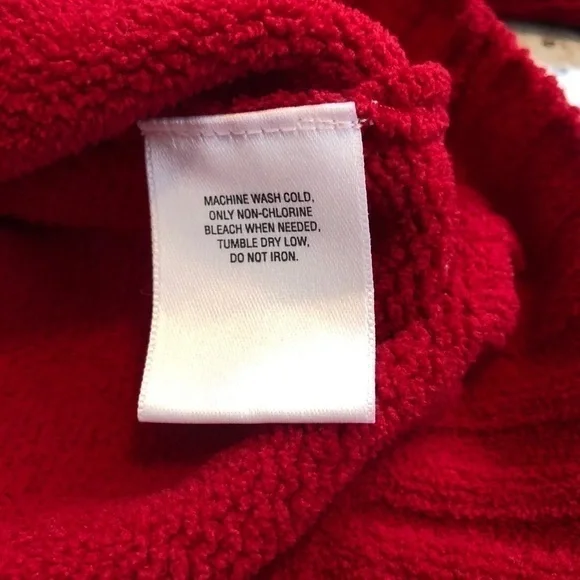 MACHINE WASH COLD,
ONLY NON-CHLORINE
BLEACH WHEN NEEDED,
TUMBLE DRY LOW,
DO NOT IRON.